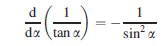 d/dα (1/tan α) = − 1/sin² α